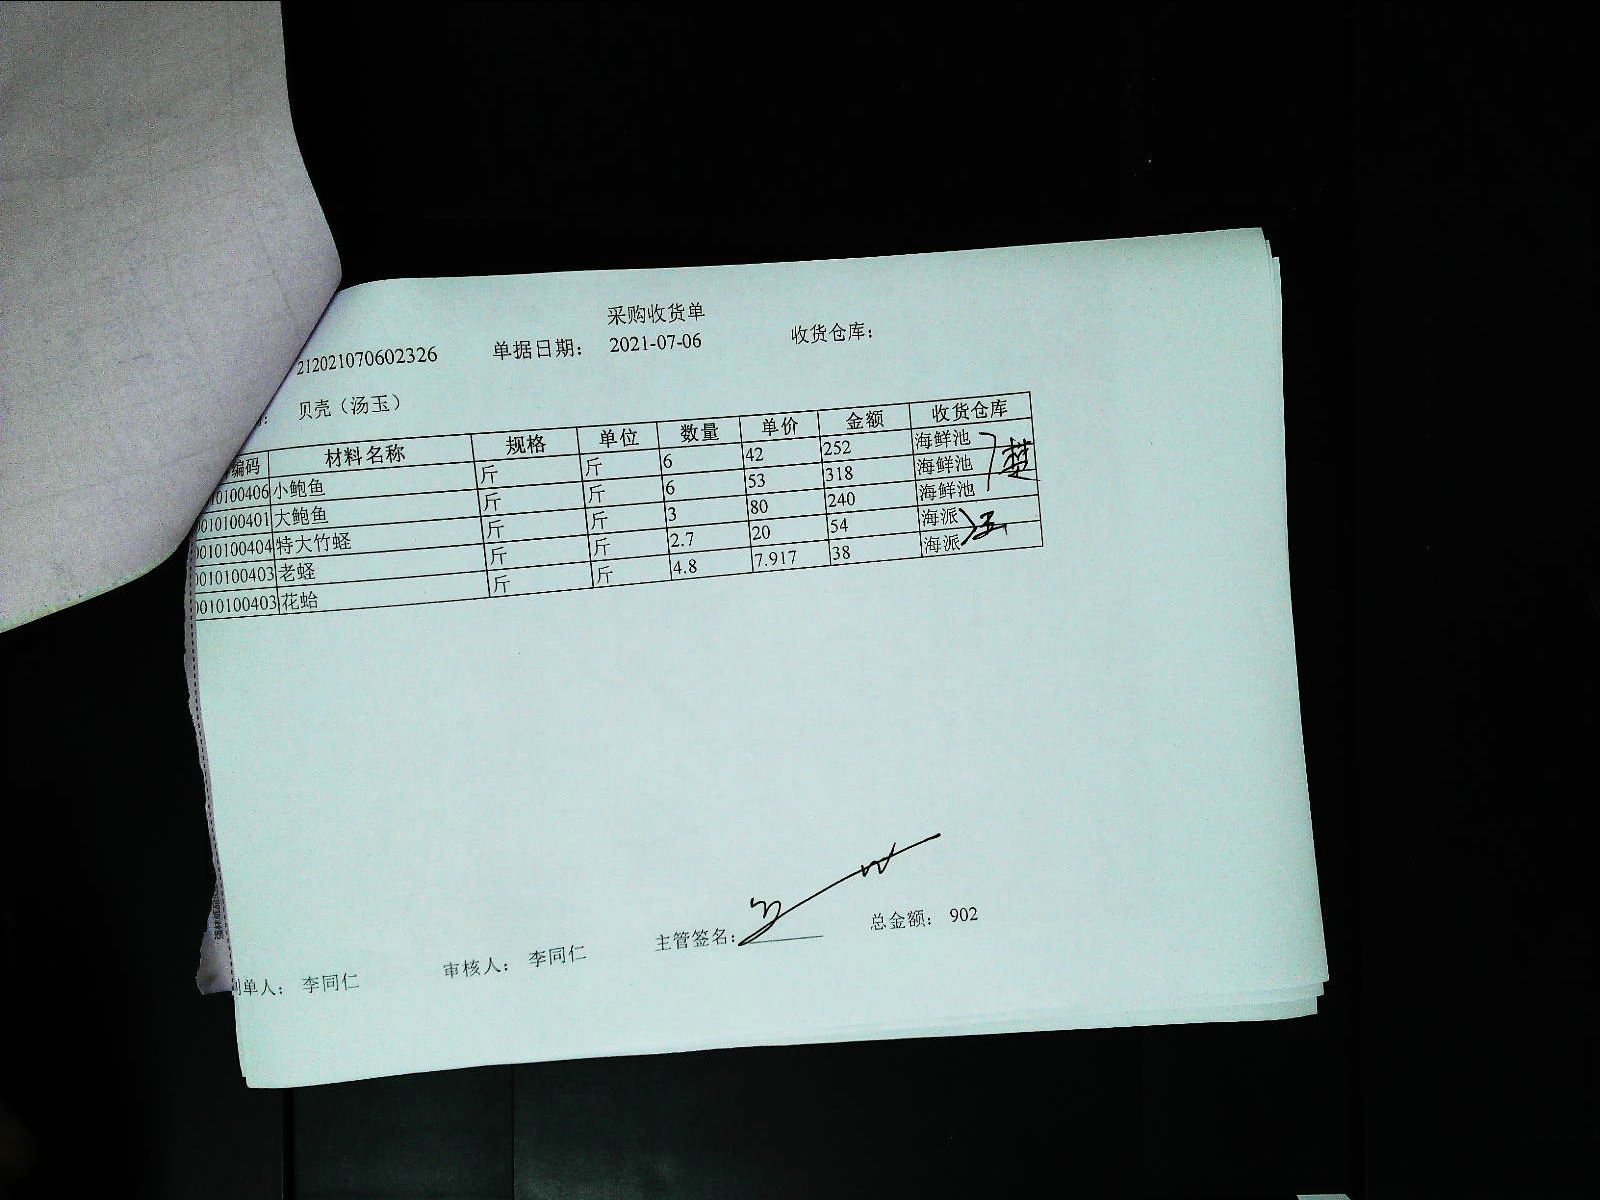 采购收货单
212021070602326 单据日期： 2021-07-06 收货仓库：
贝壳（汤玉）
编码 材料名称 规格 单位 数量 单价 金额 收货仓库
10100406 小鲍鱼 斤 斤 6 42 252 海鲜池
0010100401 大鲍鱼 斤 斤 6 53 318 海鲜池
0010100404 特大竹蛏 斤 斤 3 80 240 海鲜池
0010100403 老蛏 斤 斤 2.7 20 54 海派
0010100403 花蛤 斤 斤 4.8 7.917 38 海派
制单人： 李同仁 审核人： 李同仁 主管签名： 总金额： 902